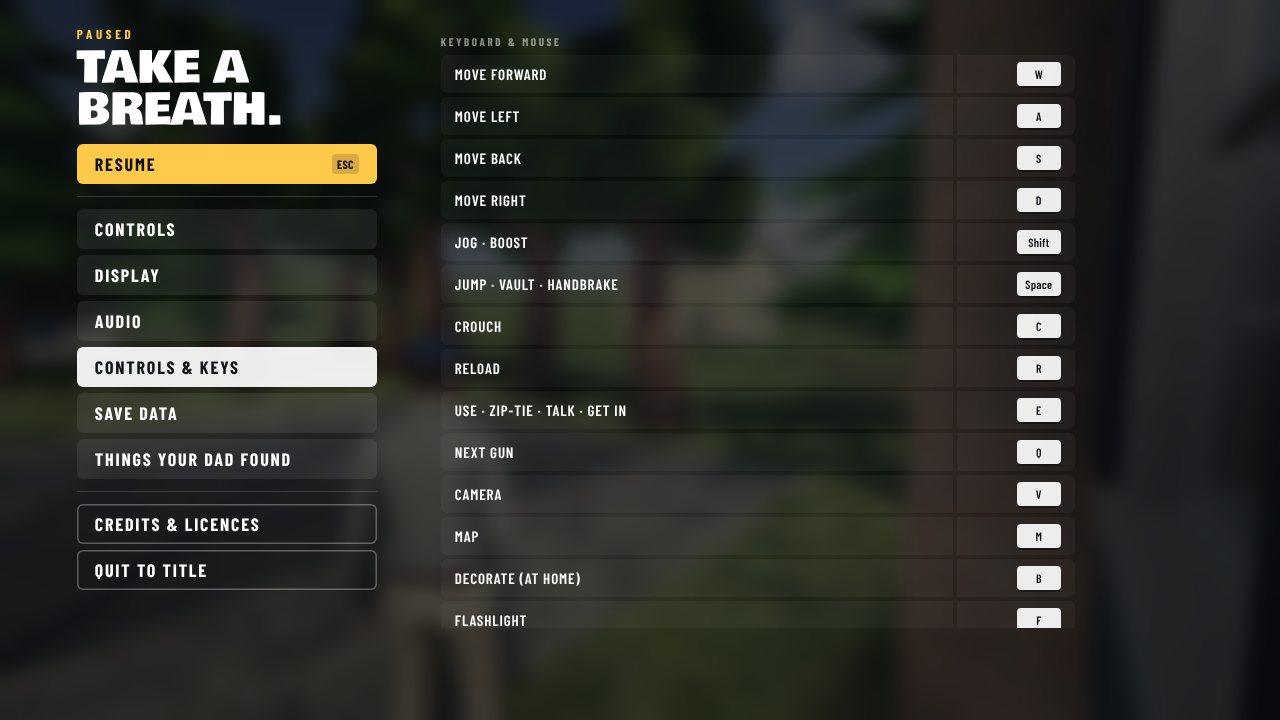 PAUSED
TAKE A
BREATH.
RESUME ESC
CONTROLS
DISPLAY
AUDIO
CONTROLS & KEYS
SAVE DATA
THINGS YOUR DAD FOUND
CREDITS & LICENCES
QUIT TO TITLE
KEYBOARD & MOUSE
MOVE FORWARD W
MOVE LEFT A
MOVE BACK S
MOVE RIGHT D
JOG · BOOST Shift
JUMP · VAULT · HANDBRAKE Space
CROUCH C
RELOAD R
USE · ZIP-TIE · TALK · GET IN E
NEXT GUN Q
CAMERA V
MAP M
DECORATE (AT HOME) B
FLASHLIGHT F